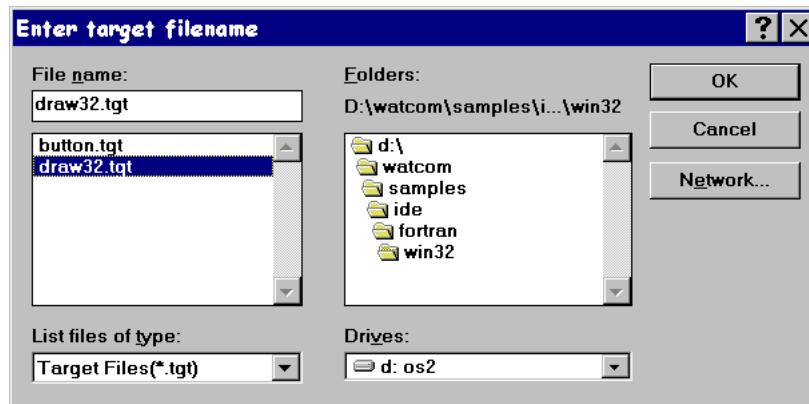 Enter target filename
?
File name:
draw32.tgt
button.tgt
draw32.tgt
List files of type:
Target Files(*.tgt)
Folders:
D:\watcom\samples\i...\win32
d:\
watcom
samples
ide
fortran
win32
Drives:
d: os2
OK
Cancel
Network...